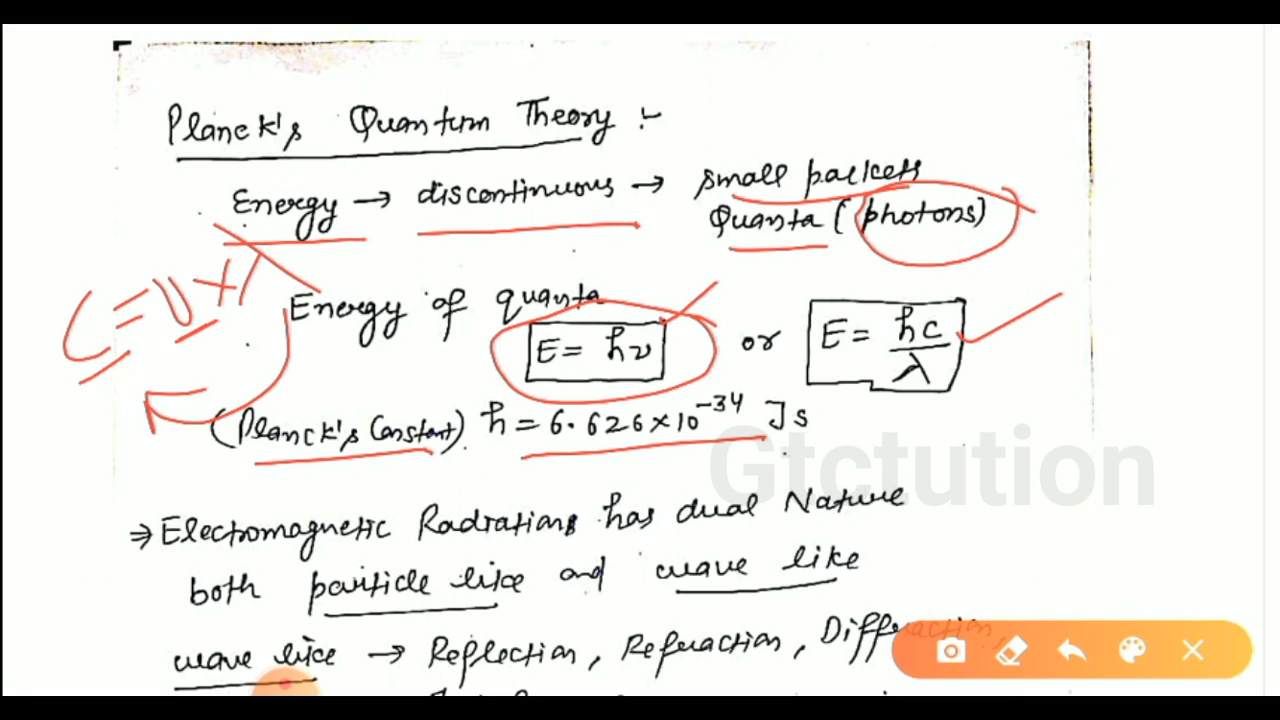 Planck's Quantum Theory :-
Energy → discontinuous → small packets
Quanta (photons)
C = ν × λ
Energy of quanta
E = hν or E = hc/λ
(Planck's Constant) h = 6.626×10⁻³⁴ Js
Gtctution
⇒ Electromagnetic Radiations has dual Nature
both particle like and wave like
wave like → Reflection, Refraction, Diffraction,